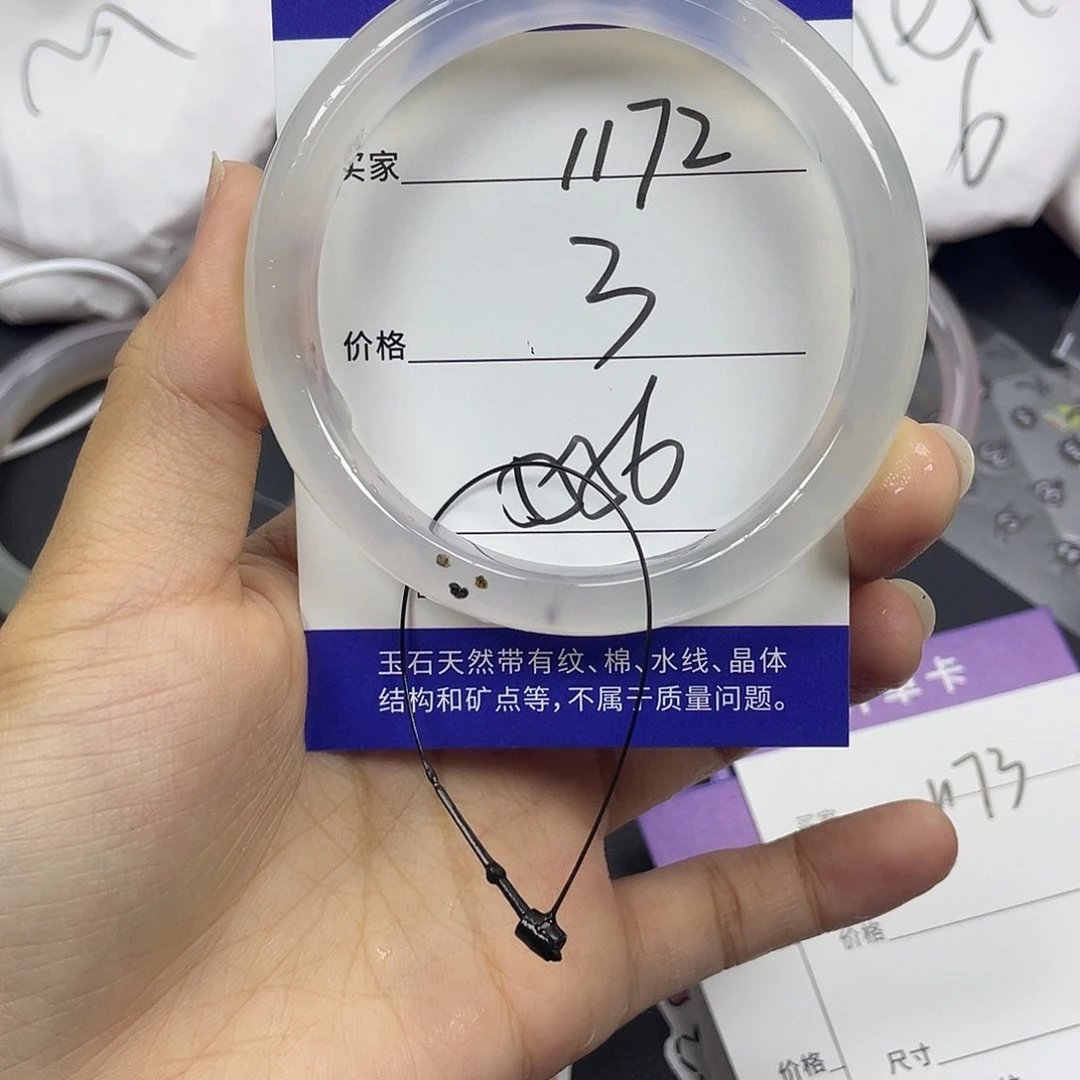 买家 1172
价格 3
6
玉石天然带有纹、棉、水线、晶体
结构和矿点等，不属于质量问题。
卡
1173
价格
价格
尺寸
6